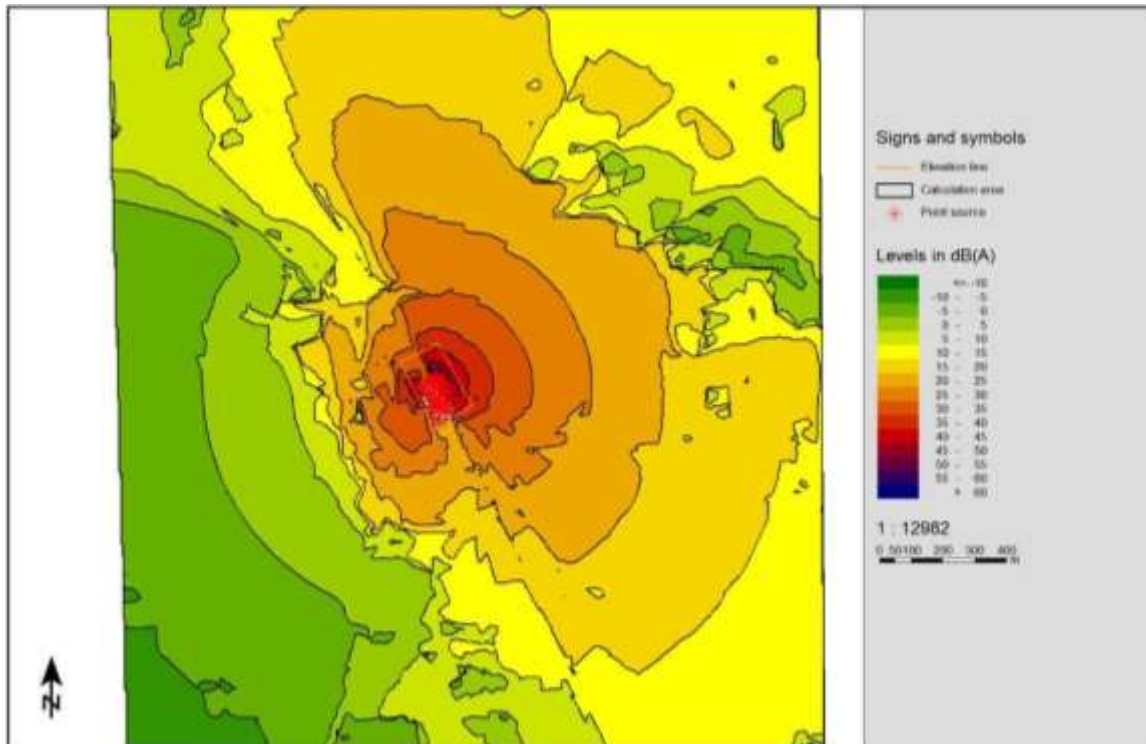 Signs and symbols
Elevation line
Calculation area
Point source
Levels in dB(A)
<= -10
-10 - -5
-5 - 0
0 - 5
5 - 10
10 - 15
15 - 20
20 - 25
25 - 30
30 - 35
35 - 40
40 - 45
45 - 50
50 - 55
55 - 60
> 60
1 : 12982
0 50 100 200 300 400
m
N